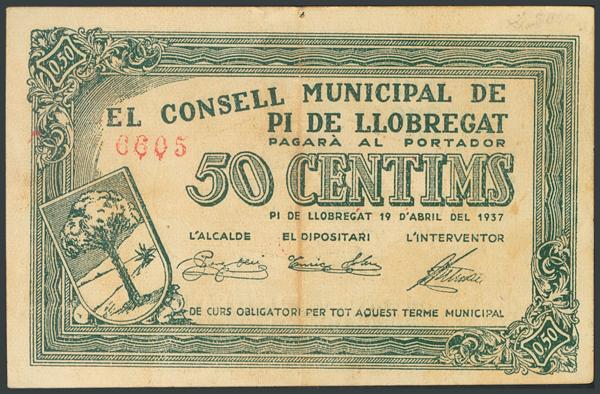 0,50
EL CONSELL MUNICIPAL DE
PI DE LLOBREGAT
6605
PAGARÀ AL PORTADOR
50 CENTIMS
PI DE LLOBREGAT 19 D'ABRIL DEL 1937
L'ALCALDE EL DIPOSITARI L'INTERVENTOR
DE CURS OBLIGATORI PER TOT AQUEST TERME MUNICIPAL
0,50